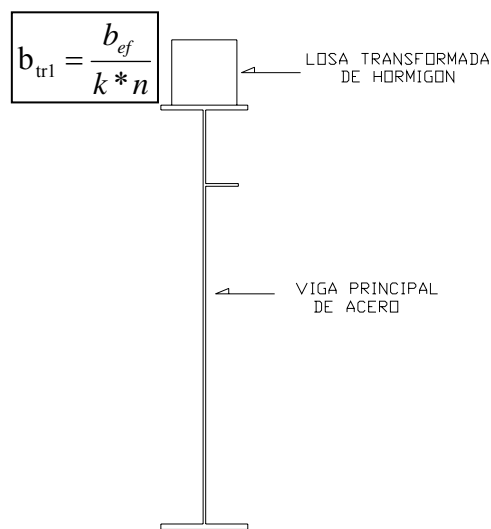 b_tr1 = b_ef / k * n
LOSA TRANSFORMADA
DE HORMIGON
VIGA PRINCIPAL
DE ACERO